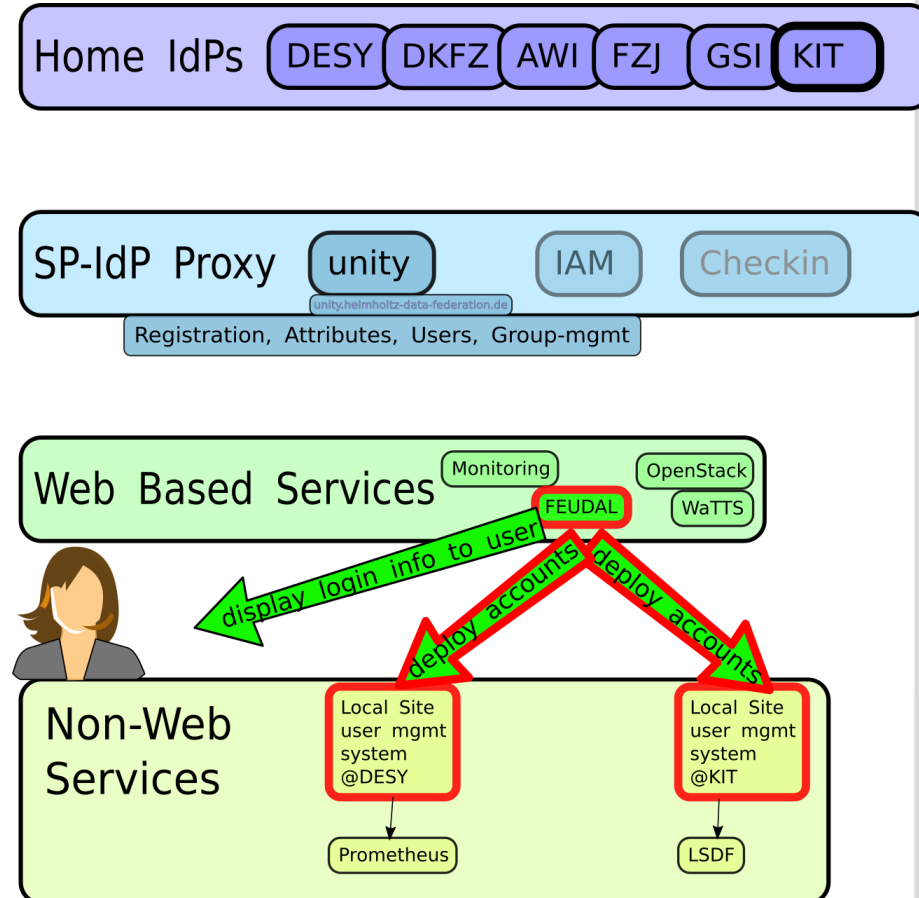 Home IdPs DESY DKFZ AWI FZJ GSI KIT
SP-IdP Proxy unity IAM Checkin
unity.helmholtz-data-federation.de
Registration, Attributes, Users, Group-mgmt
Web Based Services Monitoring OpenStack
FEUDAL WaTTS
display login info to user
deploy accounts
deploy accounts
Non-Web
Services
Local Site
user mgmt
system
@DESY
Local Site
user mgmt
system
@KIT
Prometheus
LSDF